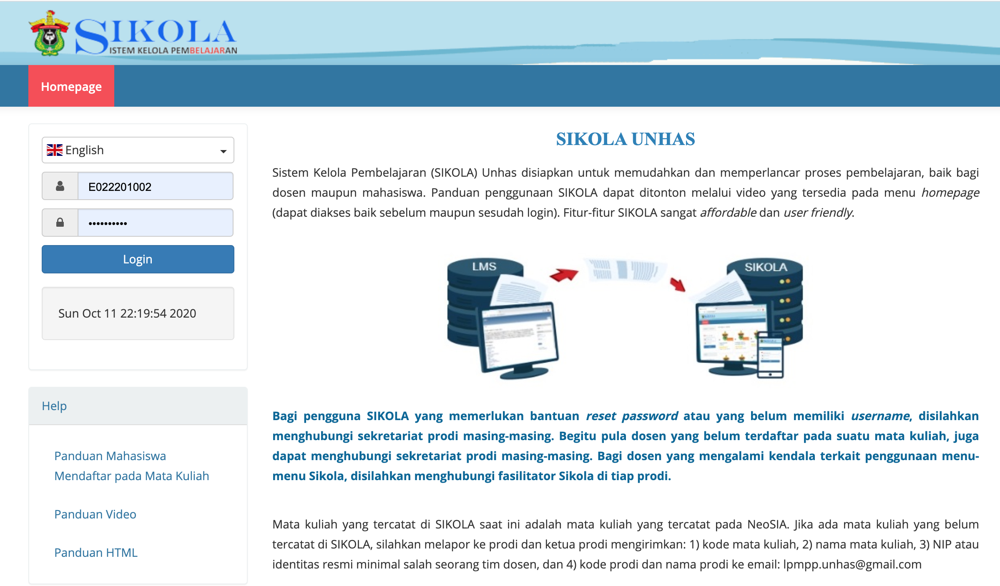 SIKOLA
ISTEM KELOLA PEMBELAJARAN
Homepage
English
E022201002
••••••••••
Login
Sun Oct 11 22:19:54 2020
Help
Panduan Mahasiswa
Mendaftar pada Mata Kuliah
Panduan Video
Panduan HTML
SIKOLA UNHAS
Sistem Kelola Pembelajaran (SIKOLA) Unhas disiapkan untuk memudahkan dan memperlancar proses pembelajaran, baik bagi
dosen maupun mahasiswa. Panduan penggunaan SIKOLA dapat ditonton melalui video yang tersedia pada menu homepage
(dapat diakses baik sebelum maupun sesudah login). Fitur-fitur SIKOLA sangat affordable dan user friendly.
LMS
SIKOLA
Bagi pengguna SIKOLA yang memerlukan bantuan reset password atau yang belum memiliki username, disilahkan
menghubungi sekretariat prodi masing-masing. Begitu pula dosen yang belum terdaftar pada suatu mata kuliah, juga
dapat menghubungi sekretariat prodi masing-masing. Bagi dosen yang mengalami kendala terkait penggunaan menu-
menu Sikola, disilahkan menghubungi fasilitator Sikola di tiap prodi.
Mata kuliah yang tercatat di SIKOLA saat ini adalah mata kuliah yang tercatat pada NeoSIA. Jika ada mata kuliah yang belum
tercatat di SIKOLA, silahkan melapor ke prodi dan ketua prodi mengirimkan: 1) kode mata kuliah, 2) nama mata kuliah, 3) NIP atau
identitas resmi minimal salah seorang tim dosen, dan 4) kode prodi dan nama prodi ke email: lpmpp.unhas@gmail.com